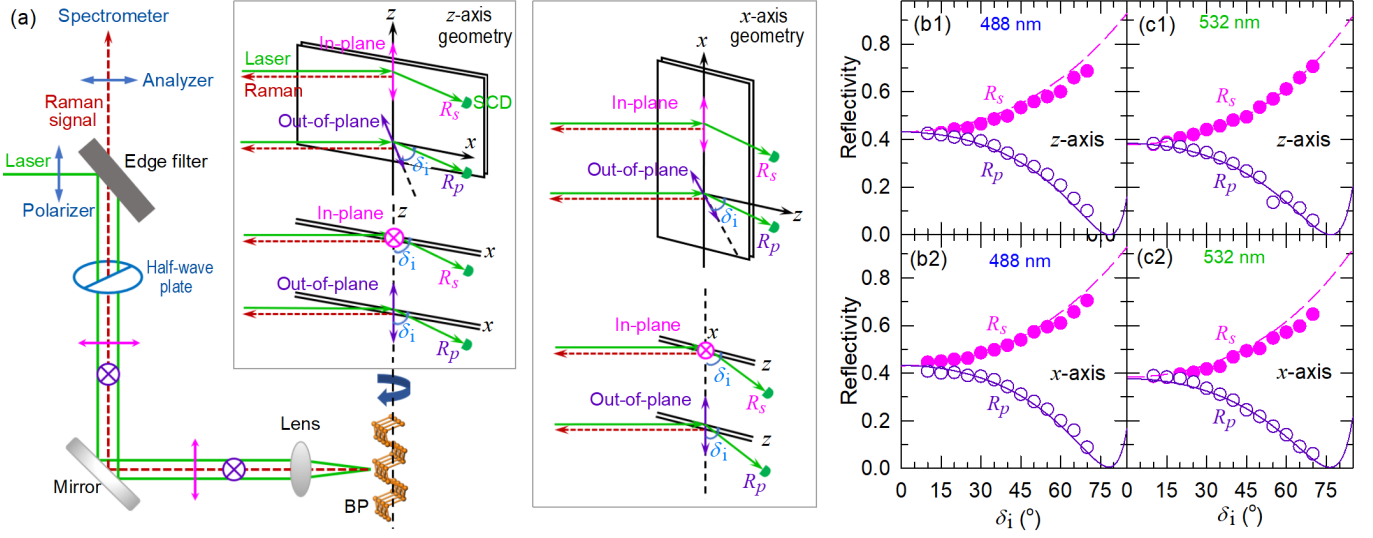 (a)
Spectrometer
Analyzer
Raman
signal
Laser
Edge filter
Polarizer
Half-wave
plate
Lens
Mirror
BP
z
z-axis
geometry
In-plane
Laser
Raman
SCD
Rs
Out-of-plane
x
δi
Rp
z
In-plane
x
δi
Rs
Out-of-plane
x
δi
Rp
x-axis
geometry
x
In-plane
Rs
Out-of-plane
z
δi
Rp
x
In-plane
z
δi
Rs
Out-of-plane
z
δi
Rp
(b1) 488 nm
Reflectivity
0.8
0.6
0.4
0.2
0.0
Rs
z-axis
Rp
(c1) 532 nm
Rs
z-axis
Rp
0.0
(b2) 488 nm
Reflectivity
0.8
0.6
0.4
0.2
0.0
Rs
x-axis
Rp
0 15 30 45 60 75
δi (°)
(c2) 532 nm
Rs
x-axis
Rp
0 15 30 45 60 75
δi (°)